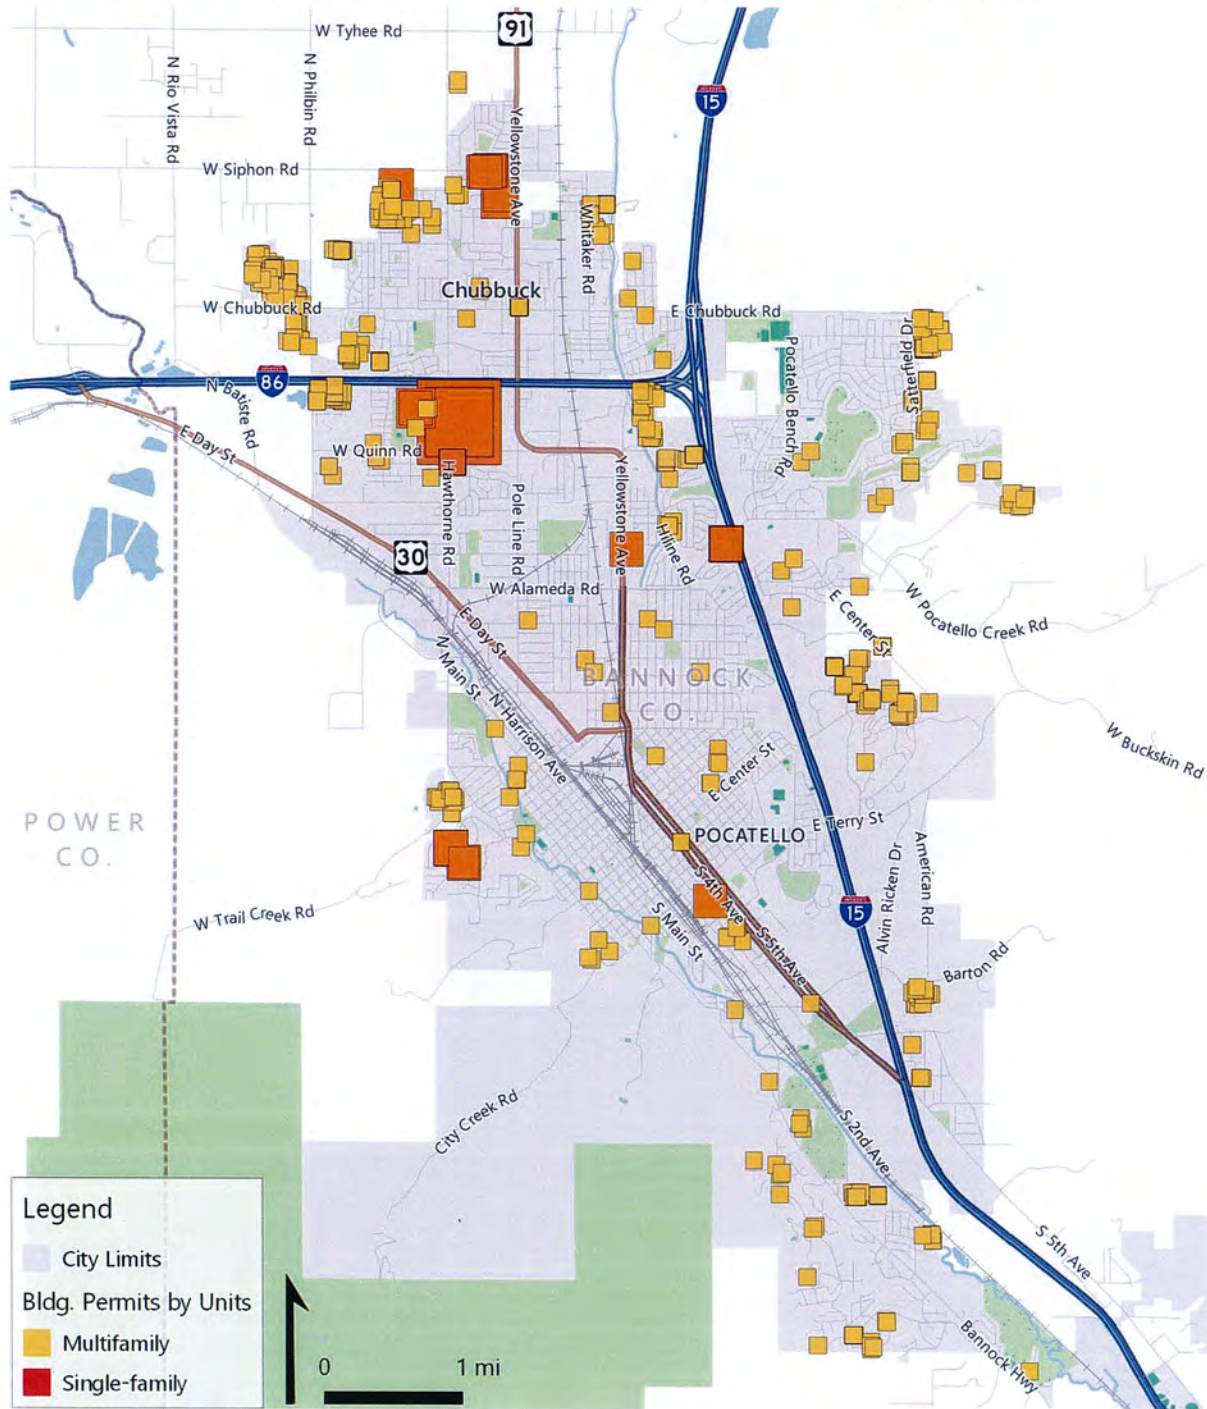 W Tyhee Rd
91
N Rio Vista Rd
N Philbin Rd
Yellowstone Ave
15
W Siphon Rd
Whitaker Rd
Chubbuck
W Chubbuck Rd
E Chubbuck Rd
Satterfield Dr
Pocatello Bench Rd
86
N Batiste Rd
E Day St
W Quinn Rd
Hawthorne Rd
Pole Line Rd
Yellowstone Ave
Hiline Rd
30
W Alameda Rd
E Day St
E Center St
W Pocatello Creek Rd
N Main St
BANNOCK
CO.
N Harrison Ave
W Buckskin Rd
E Center St
POWER
CO.
E Terry St
POCATELLO
American Rd
Alvin Ricken Dr
S 4th Ave
15
W Trail Creek Rd
S Main St
S 5th Ave
Barton Rd
City Creek Rd
S 2nd Ave
S 5th Ave
Bannock Hwy
Legend
City Limits
Bldg. Permits by Units
Multifamily
Single-family
0 1 mi